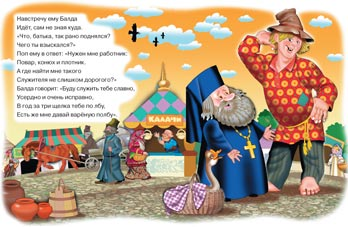 Навстречу ему Балда
Идёт, сам не зная куда.
«Что, батька, так рано поднялся?
Чего ты взыскался?»
Поп ему в ответ: «Нужен мне работник:
Повар, конюх и плотник.
А где найти мне такого
Служителя не слишком дорогого?»
Балда говорит: «Буду служить тебе славно,
Усердно и очень исправно,
В год за три щелка тебе по лбу,
Есть же мне давай варёную полбу».
КАЛАЧИ